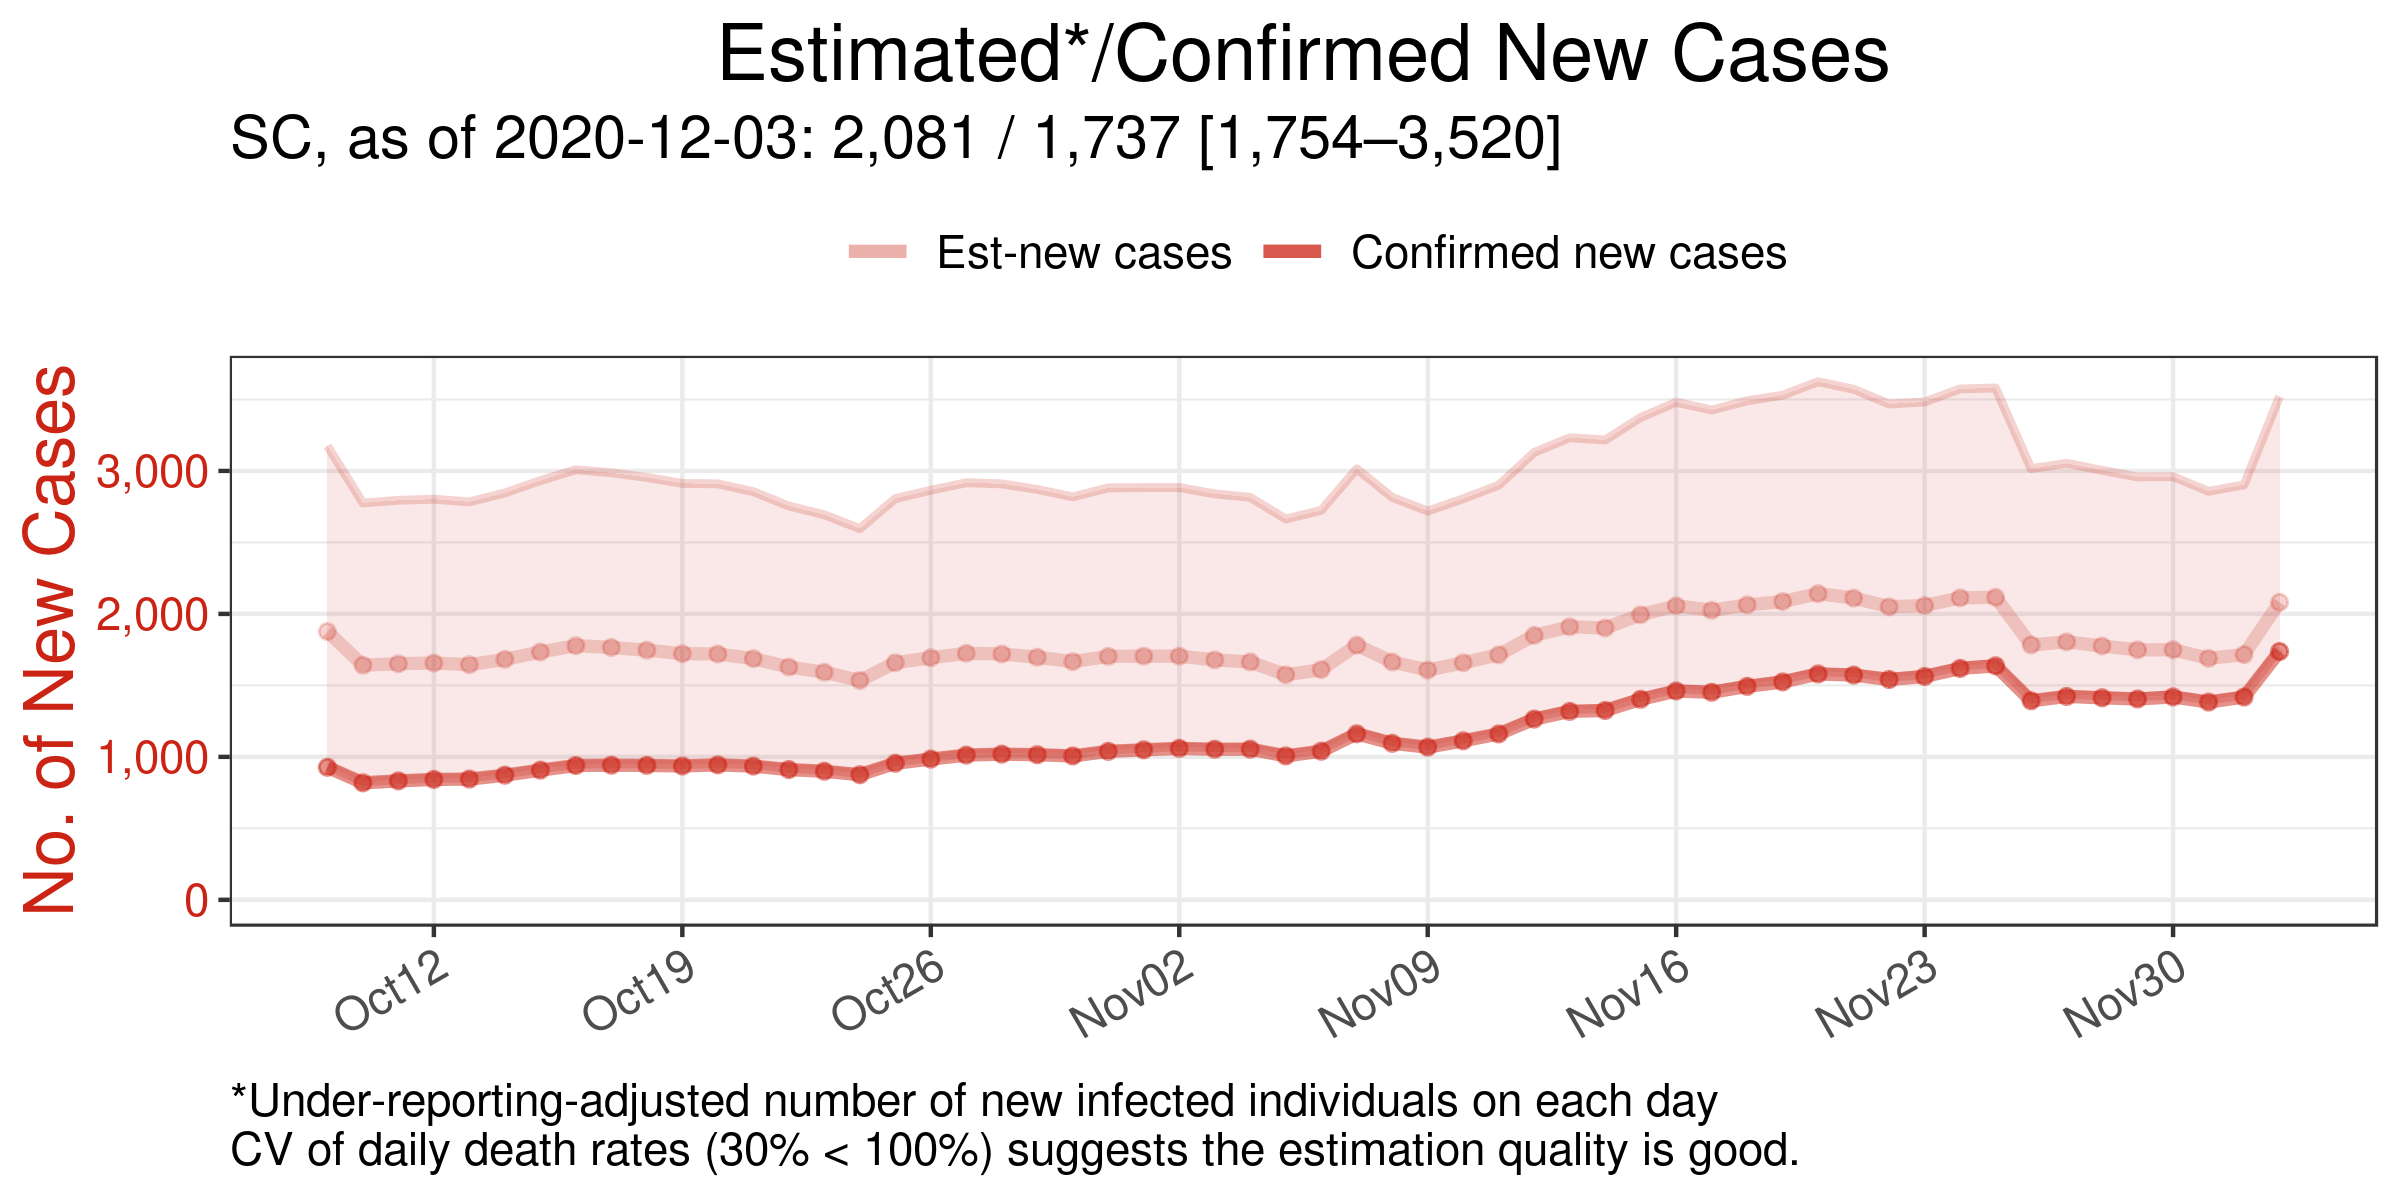 Estimated*/Confirmed New Cases
SC, as of 2020-12-03: 2,081 / 1,737 [1,754–3,520]
Est-new cases
Confirmed new cases
No. of New Cases
3,000
2,000
1,000
0
Oct12
Oct19
Oct26
Nov02
Nov09
Nov16
Nov23
Nov30
*Under-reporting-adjusted number of new infected individuals on each day
CV of daily death rates (30% < 100%) suggests the estimation quality is good.